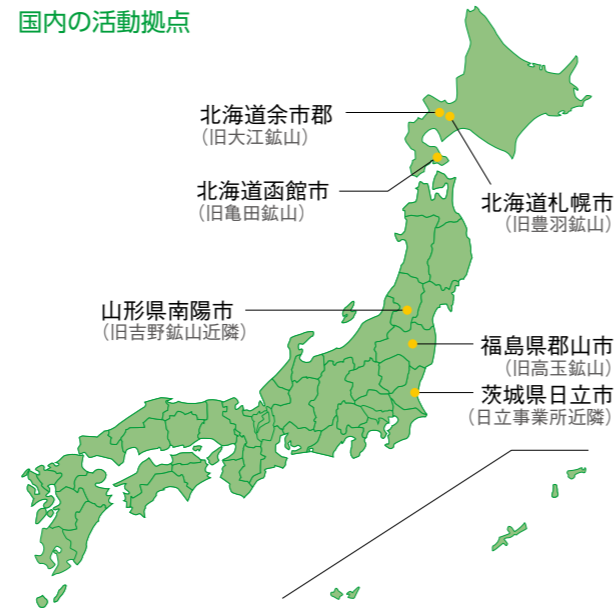 国内の活動拠点
北海道余市郡
（旧大江鉱山）
北海道函館市
（旧亀田鉱山）
北海道札幌市
（旧豊羽鉱山）
山形県南陽市
（旧吉野鉱山近隣）
福島県郡山市
（旧高玉鉱山）
茨城県日立市
（日立事業所近隣）